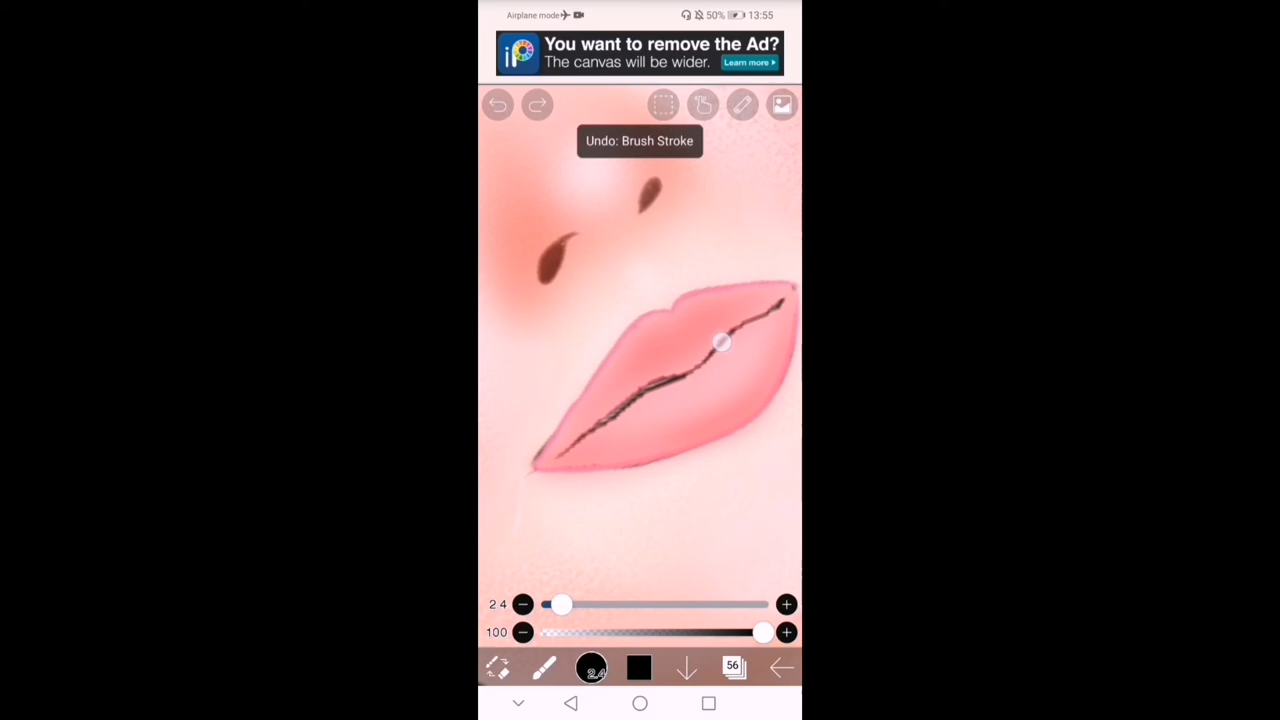 Airplane mode 50% 13:55
You want to remove the Ad?
The canvas will be wider. Learn more
Undo: Brush Stroke
2 4
100
2.4
56